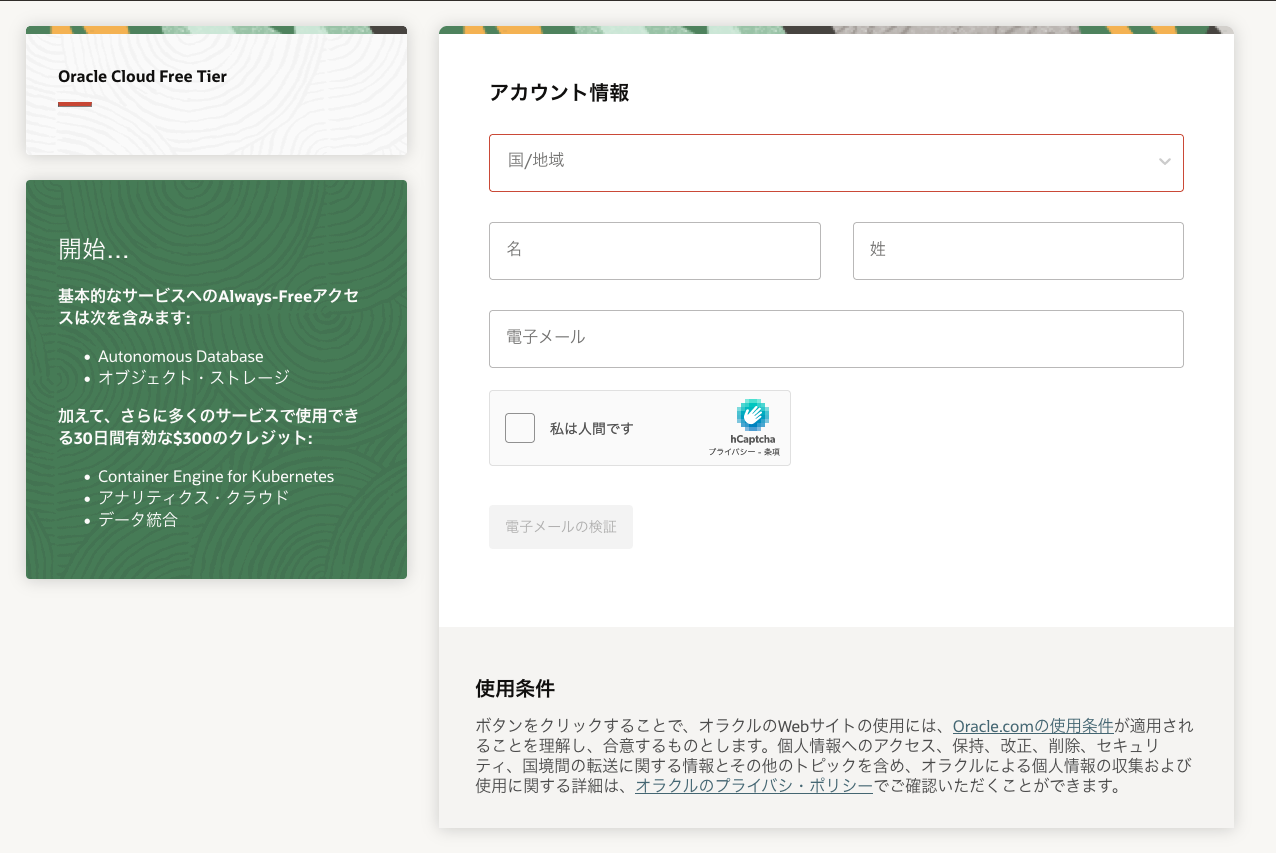 Oracle Cloud Free Tier
開始...
基本的なサービスへのAlways-Freeアクセ
スは次を含みます:
• Autonomous Database
• オブジェクト・ストレージ
加えて、さらに多くのサービスで使用でき
る30日間有効な$300のクレジット:
• Container Engine for Kubernetes
• アナリティクス・クラウド
• データ統合
アカウント情報
国/地域
名
姓
電子メール
私は人間です
hCaptcha
プライバシー - 条項
電子メールの検証
使用条件
ボタンをクリックすることで、オラクルのWebサイトの使用には、Oracle.comの使用条件が適用され
ることを理解し、合意するものとします。個人情報へのアクセス、保持、改正、削除、セキュリ
ティ、国境間の転送に関する情報とその他のトピックを含め、オラクルによる個人情報の収集および
使用に関する詳細は、オラクルのプライバシ・ポリシーでご確認いただくことができます。